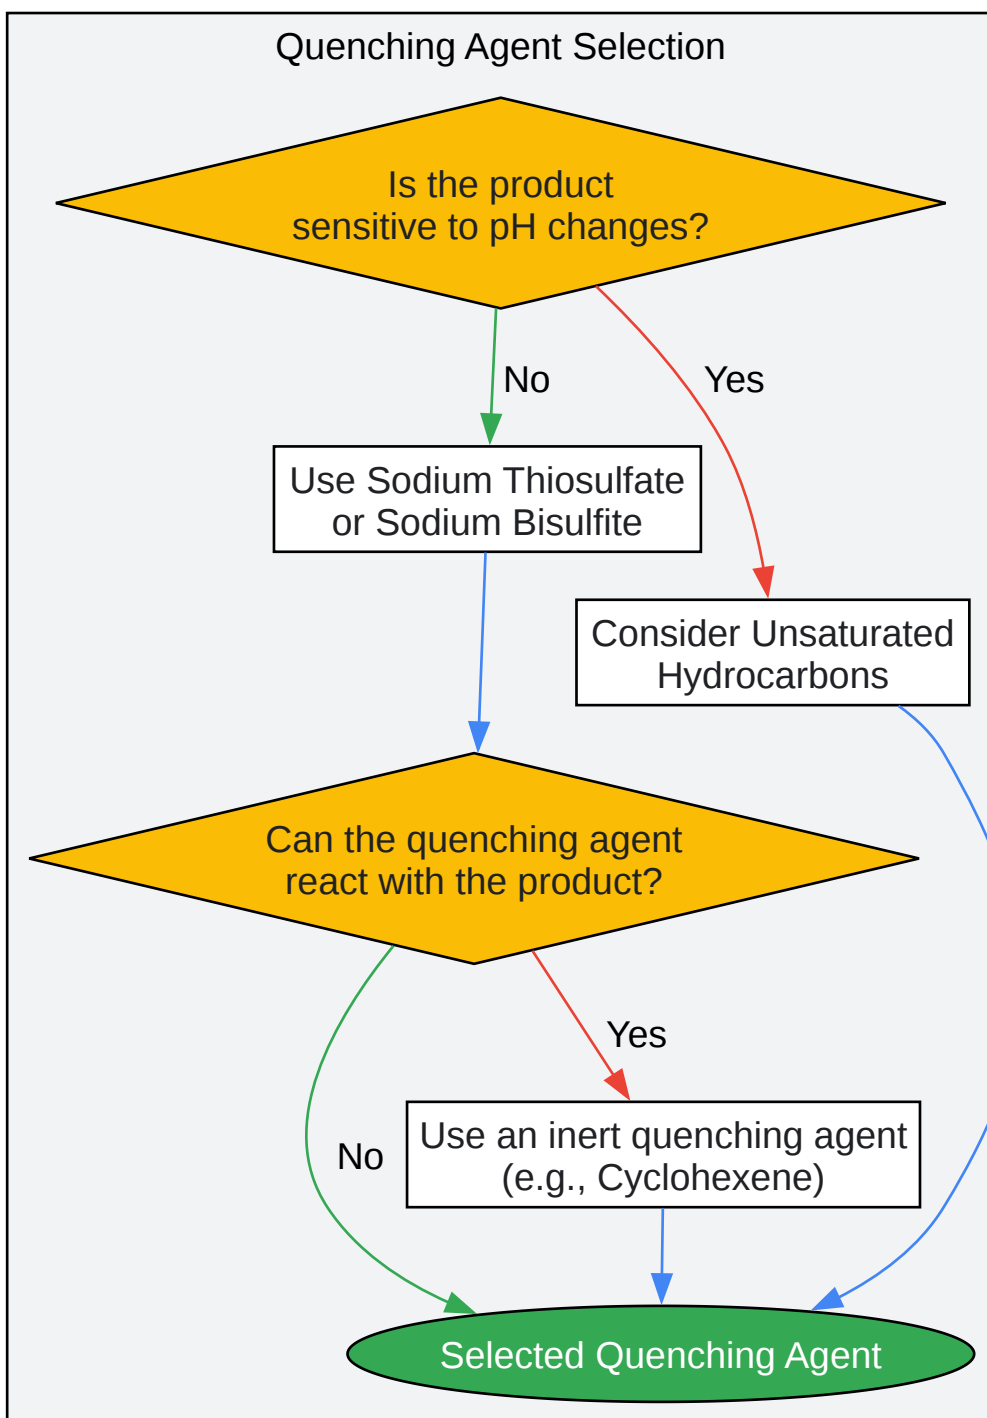 Quenching Agent Selection
Is the product
sensitive to pH changes?
No
Yes
Use Sodium Thiosulfate
or Sodium Bisulfite
Consider Unsaturated
Hydrocarbons
Can the quenching agent
react with the product?
Yes
No
Use an inert quenching agent
(e.g., Cyclohexene)
Selected Quenching Agent